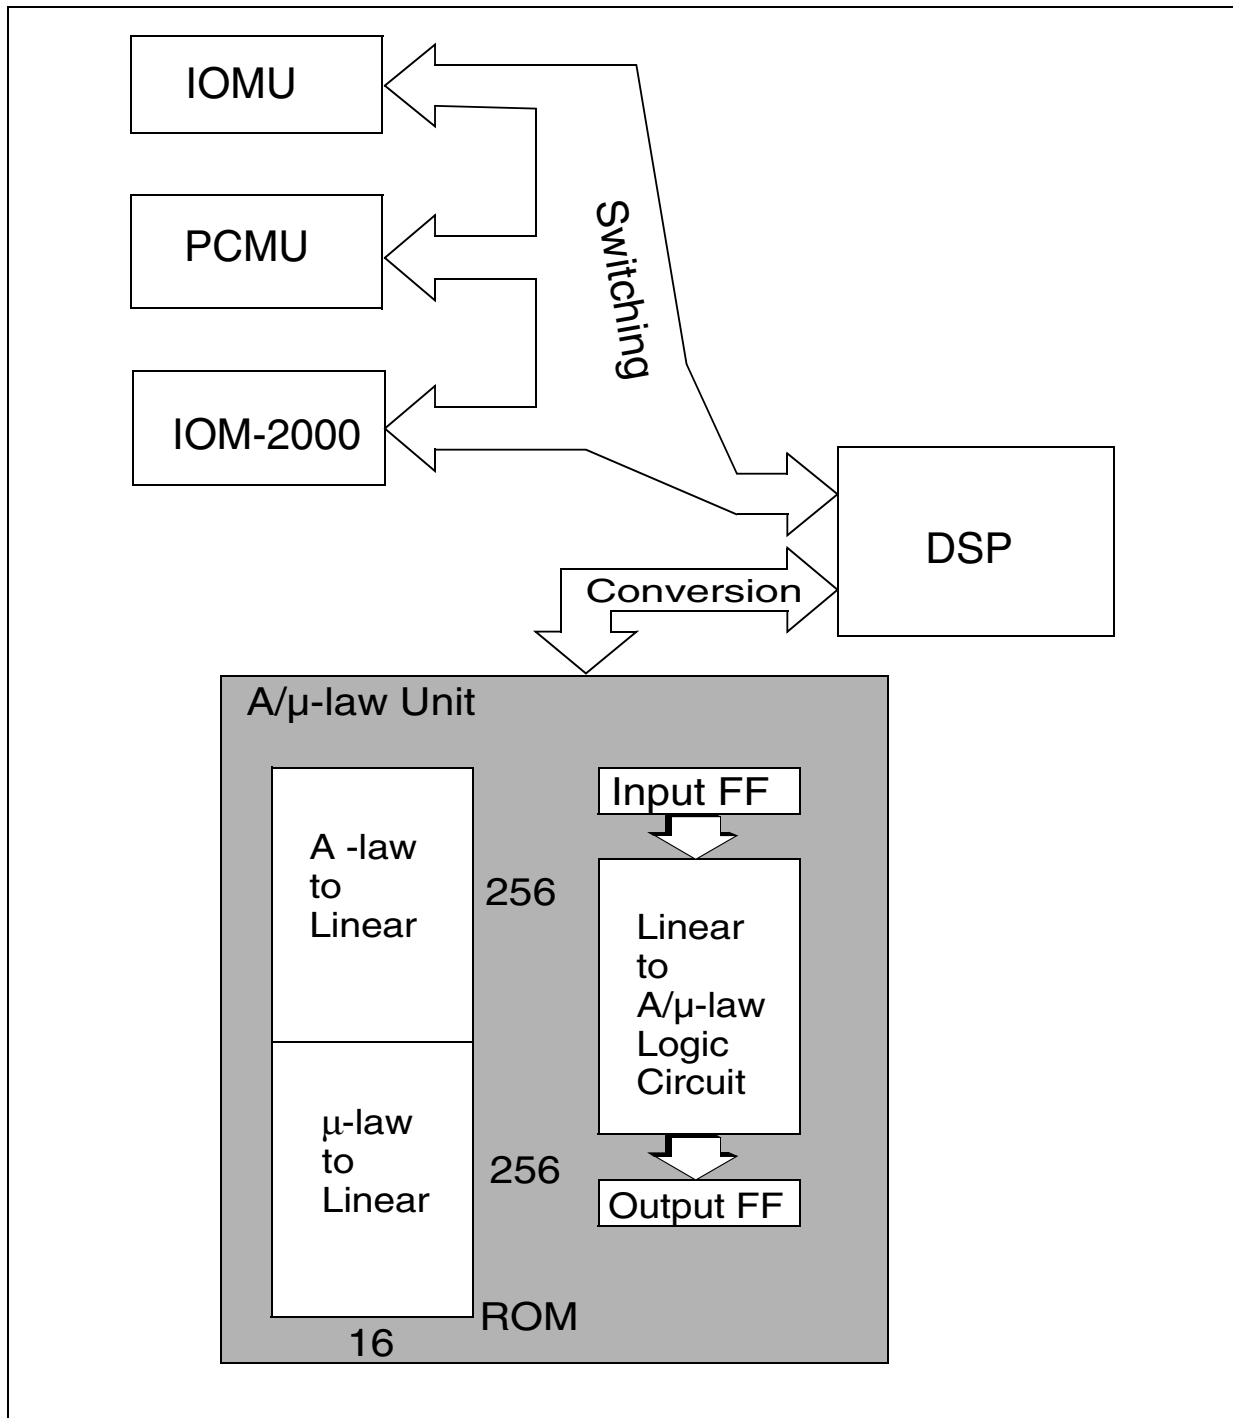 IOMU
PCMU
IOM-2000
Switching
DSP
Conversion
A/µ-law Unit
A -law
to
Linear
256
µ-law
to
Linear
256
16
ROM
Input FF
Linear
to
A/µ-law
Logic
Circuit
Output FF